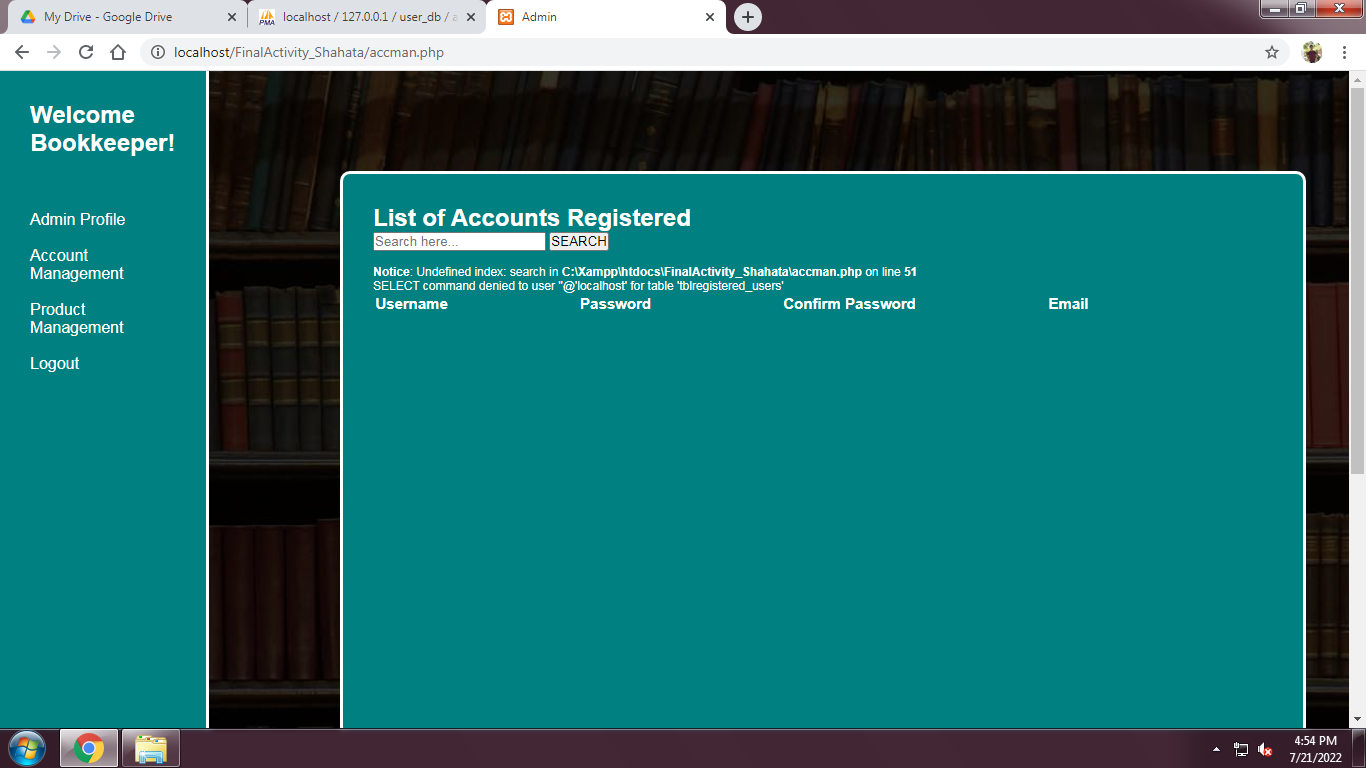 My Drive - Google Drive
PMA
localhost / 127.0.0.1 / user_db / a
Admin
localhost/FinalActivity_Shahata/accman.php
Welcome
Bookkeeper!
Admin Profile
Account
Management
Product
Management
Logout
List of Accounts Registered
Search here... SEARCH
Notice: Undefined index: search in C:\Xampp\htdocs\FinalActivity_Shahata\accman.php on line 51
SELECT command denied to user ''@'localhost' for table 'tblregistered_users'
Username Password Confirm Password Email
4:54 PM
7/21/2022